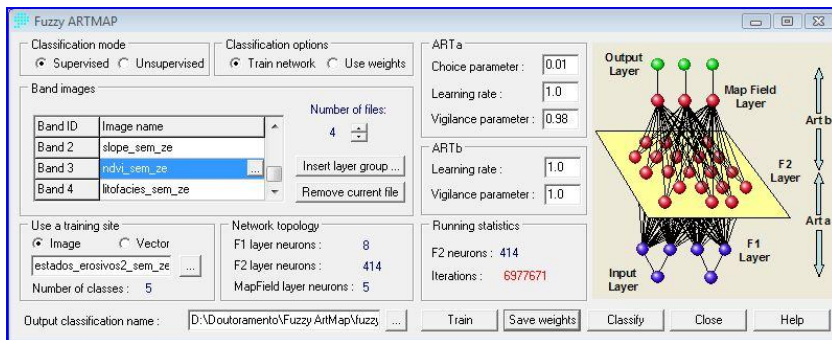 Fuzzy ARTMAP
Classification mode
Supervised
Unsupervised
Classification options
Train network
Use weights
Band images
Band ID
Image name
Band 2
slope_sem_ze
Band 3
ndvi_sem_ze
...
Band 4
litofacies_sem_ze
Number of files:
4
Insert layer group ...
Remove current file
Use a training site
Image
Vector
estados_erosivos2_sem_ze
...
Number of classes : 5
Network topology
F1 layer neurons : 8
F2 layer neurons : 414
MapField layer neurons : 5
ARTa
Choice parameter : 0.01
Learning rate : 1.0
Vigilance parameter : 0.98
ARTb
Learning rate : 1.0
Vigilance parameter : 1.0
Running statistics
F2 neurons : 414
Iterations : 6977671
Output
Layer
Map Field
Layer
Art b
F2
Layer
Art a
F1
Layer
Input
Layer
Output classification name :
D:\Doutoramento\Fuzzy ArtMap\fuzzy
...
Train
Save weights
Classify
Close
Help